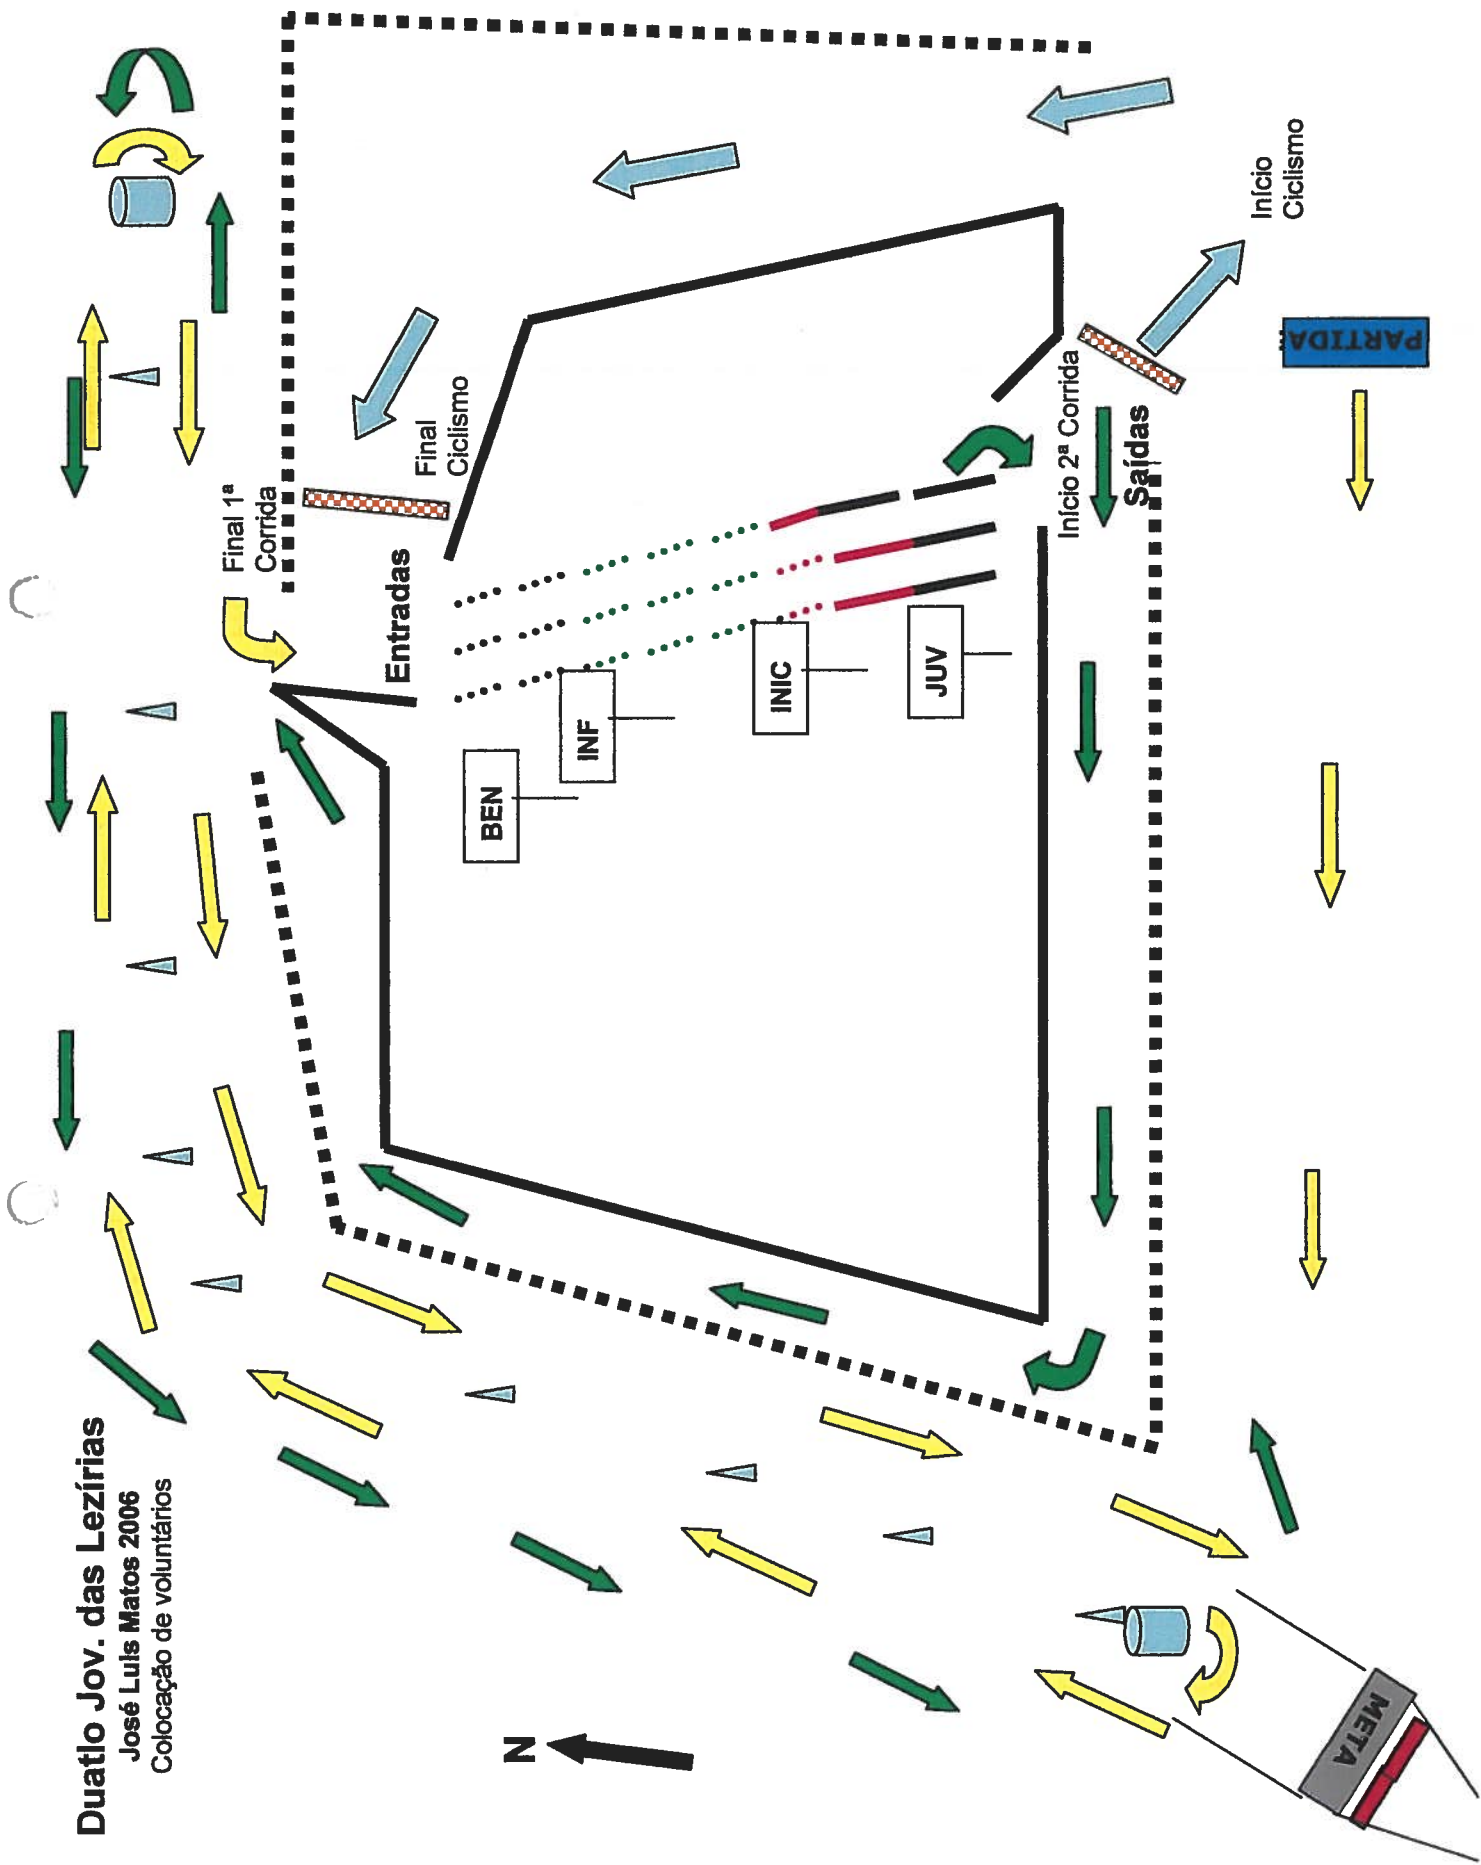 Duatlo Jov. das Lezírias
José Luis Matos 2006
Colocação de voluntários
Final 1ª
Corrida
Final
Ciclismo
Entradas
BEN
INF
INIC
JUV
Início 2ª Corrida
Saídas
Início
Ciclismo
PARTIDA
N
META